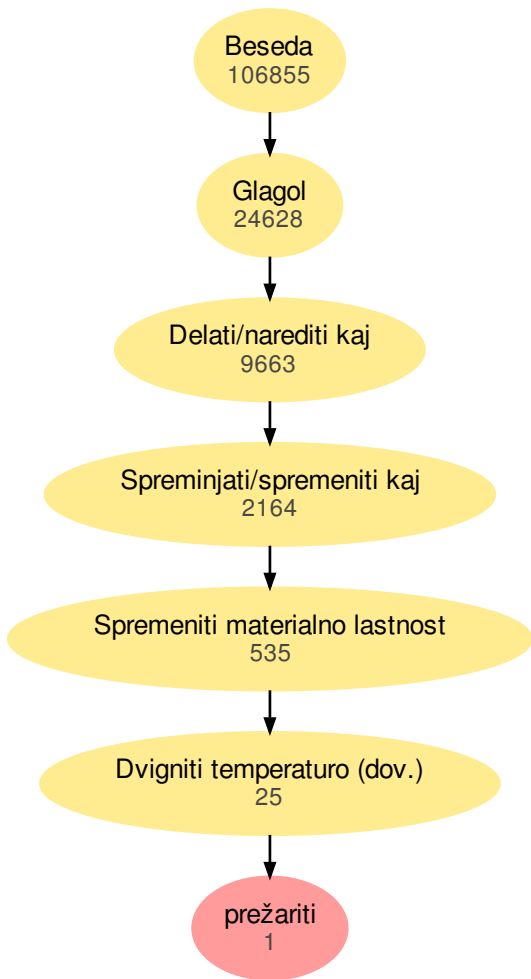 Beseda
106855
Glagol
24628
Delati/narediti kaj
9663
Spreminjati/spremeniti kaj
2164
Spremeniti materialno lastnost
535
Dvigniti temperaturo (dov.)
25
prežariti
1